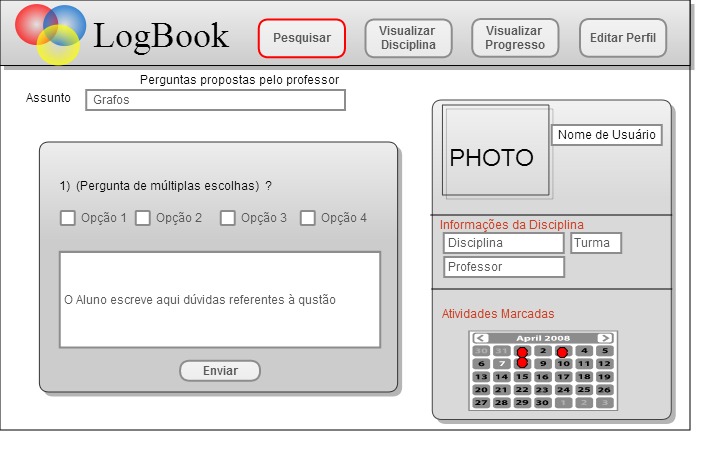 LogBook
Pesquisar
Visualizar
Disciplina
Visualizar
Progresso
Editar Perfil
Perguntas propostas pelo professor
Assunto
Grafos
1) (Pergunta de múltiplas escolhas) ?
Opção 1 Opção 2 Opção 3 Opção 4
O Aluno escreve aqui dúvidas referentes à qustão
Enviar
PHOTO
Nome de Usuário
Informações da Disciplina
Disciplina Turma
Professor
Atividades Marcadas
< April 2008 >
30 31 2 4 5
6 7 8 9 10 11 12
13 14 15 16 17 18 19
20 21 22 23 24 25 26
27 28 29 30 1 2 3